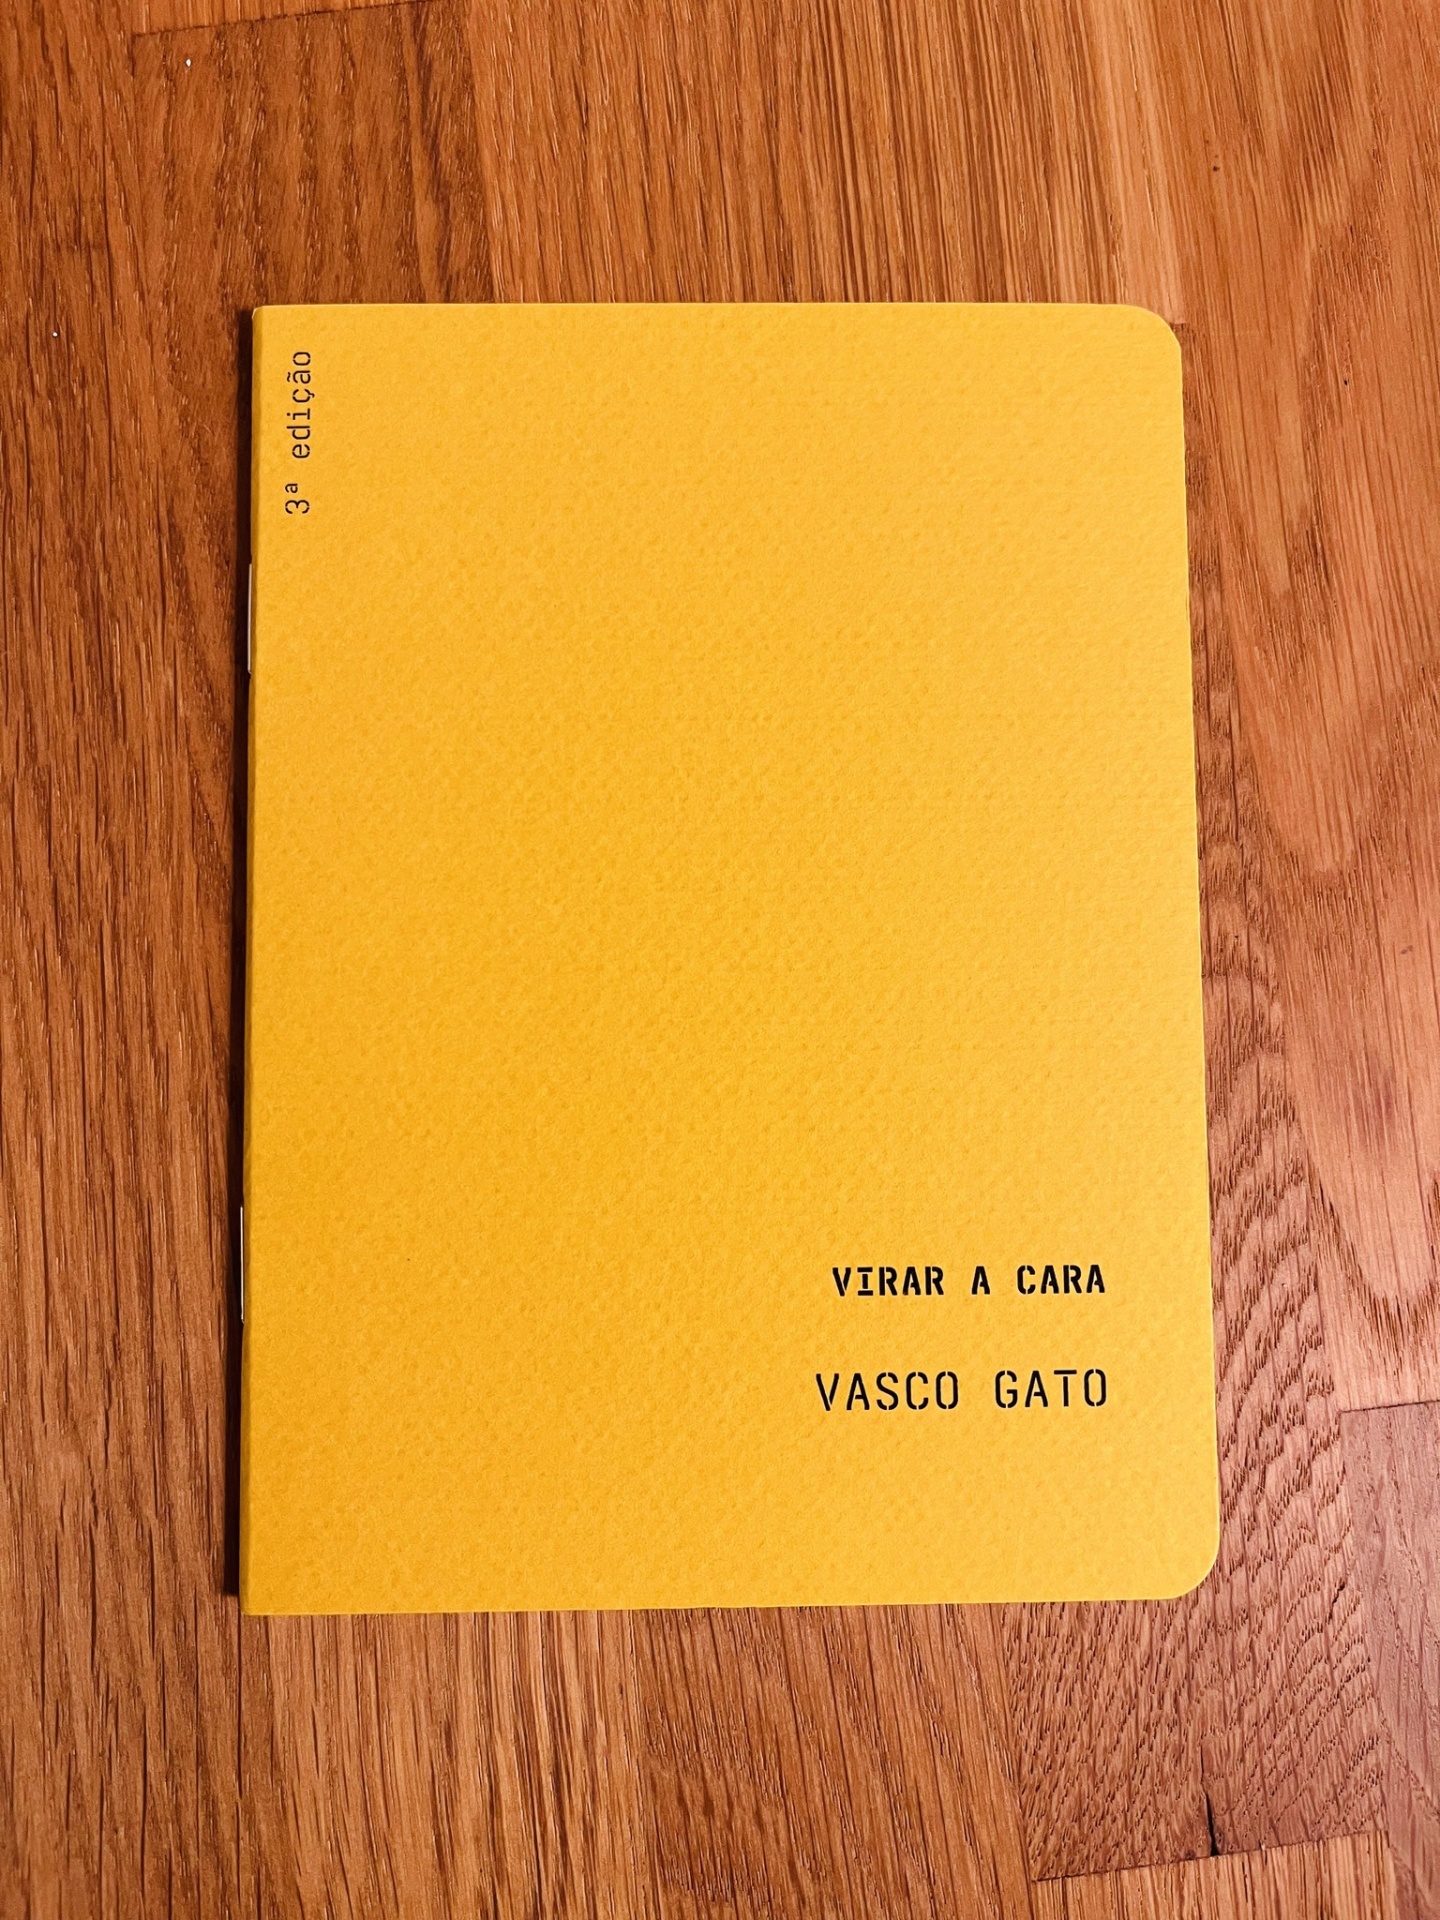 3ª edição
VIRAR A CARA
VASCO GATO